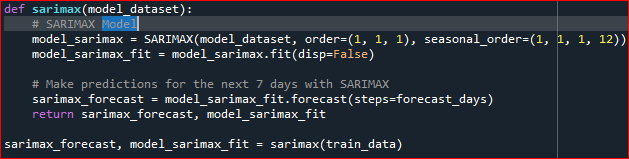 def sarimax(model_dataset):
# SARIMAX Model
model_sarimax = SARIMAX(model_dataset, order=(1, 1, 1), seasonal_order=(1, 1, 1, 12))
model_sarimax_fit = model_sarimax.fit(disp=False)
# Make predictions for the next 7 days with SARIMAX
sarimax_forecast = model_sarimax_fit.forecast(steps=forecast_days)
return sarimax_forecast, model_sarimax_fit
sarimax_forecast, model_sarimax_fit = sarimax(train_data)